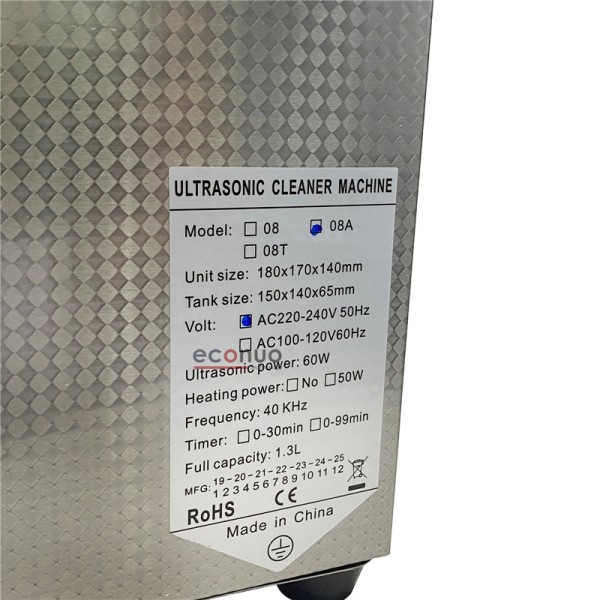 ULTRASONIC CLEANER MACHINE
Model: ☐ 08 ☑ 08A
☐ 08T
Unit size: 180x170x140mm
Tank size: 150x140x65mm
Volt: ☑ AC220-240V 50Hz
☐ AC100-120V60Hz
econuo
Ultrasonic power: 60W
Heating power: ☐ No ☐ 50W
Frequency: 40 KHz
Timer: ☐ 0-30min ☐ 0-99min
Full capacity: 1.3L
MFG: 19-20-21-22-23-24-25
1 2 3 4 5 6 7 8 9 10 11 12
RoHS CE
Made in China